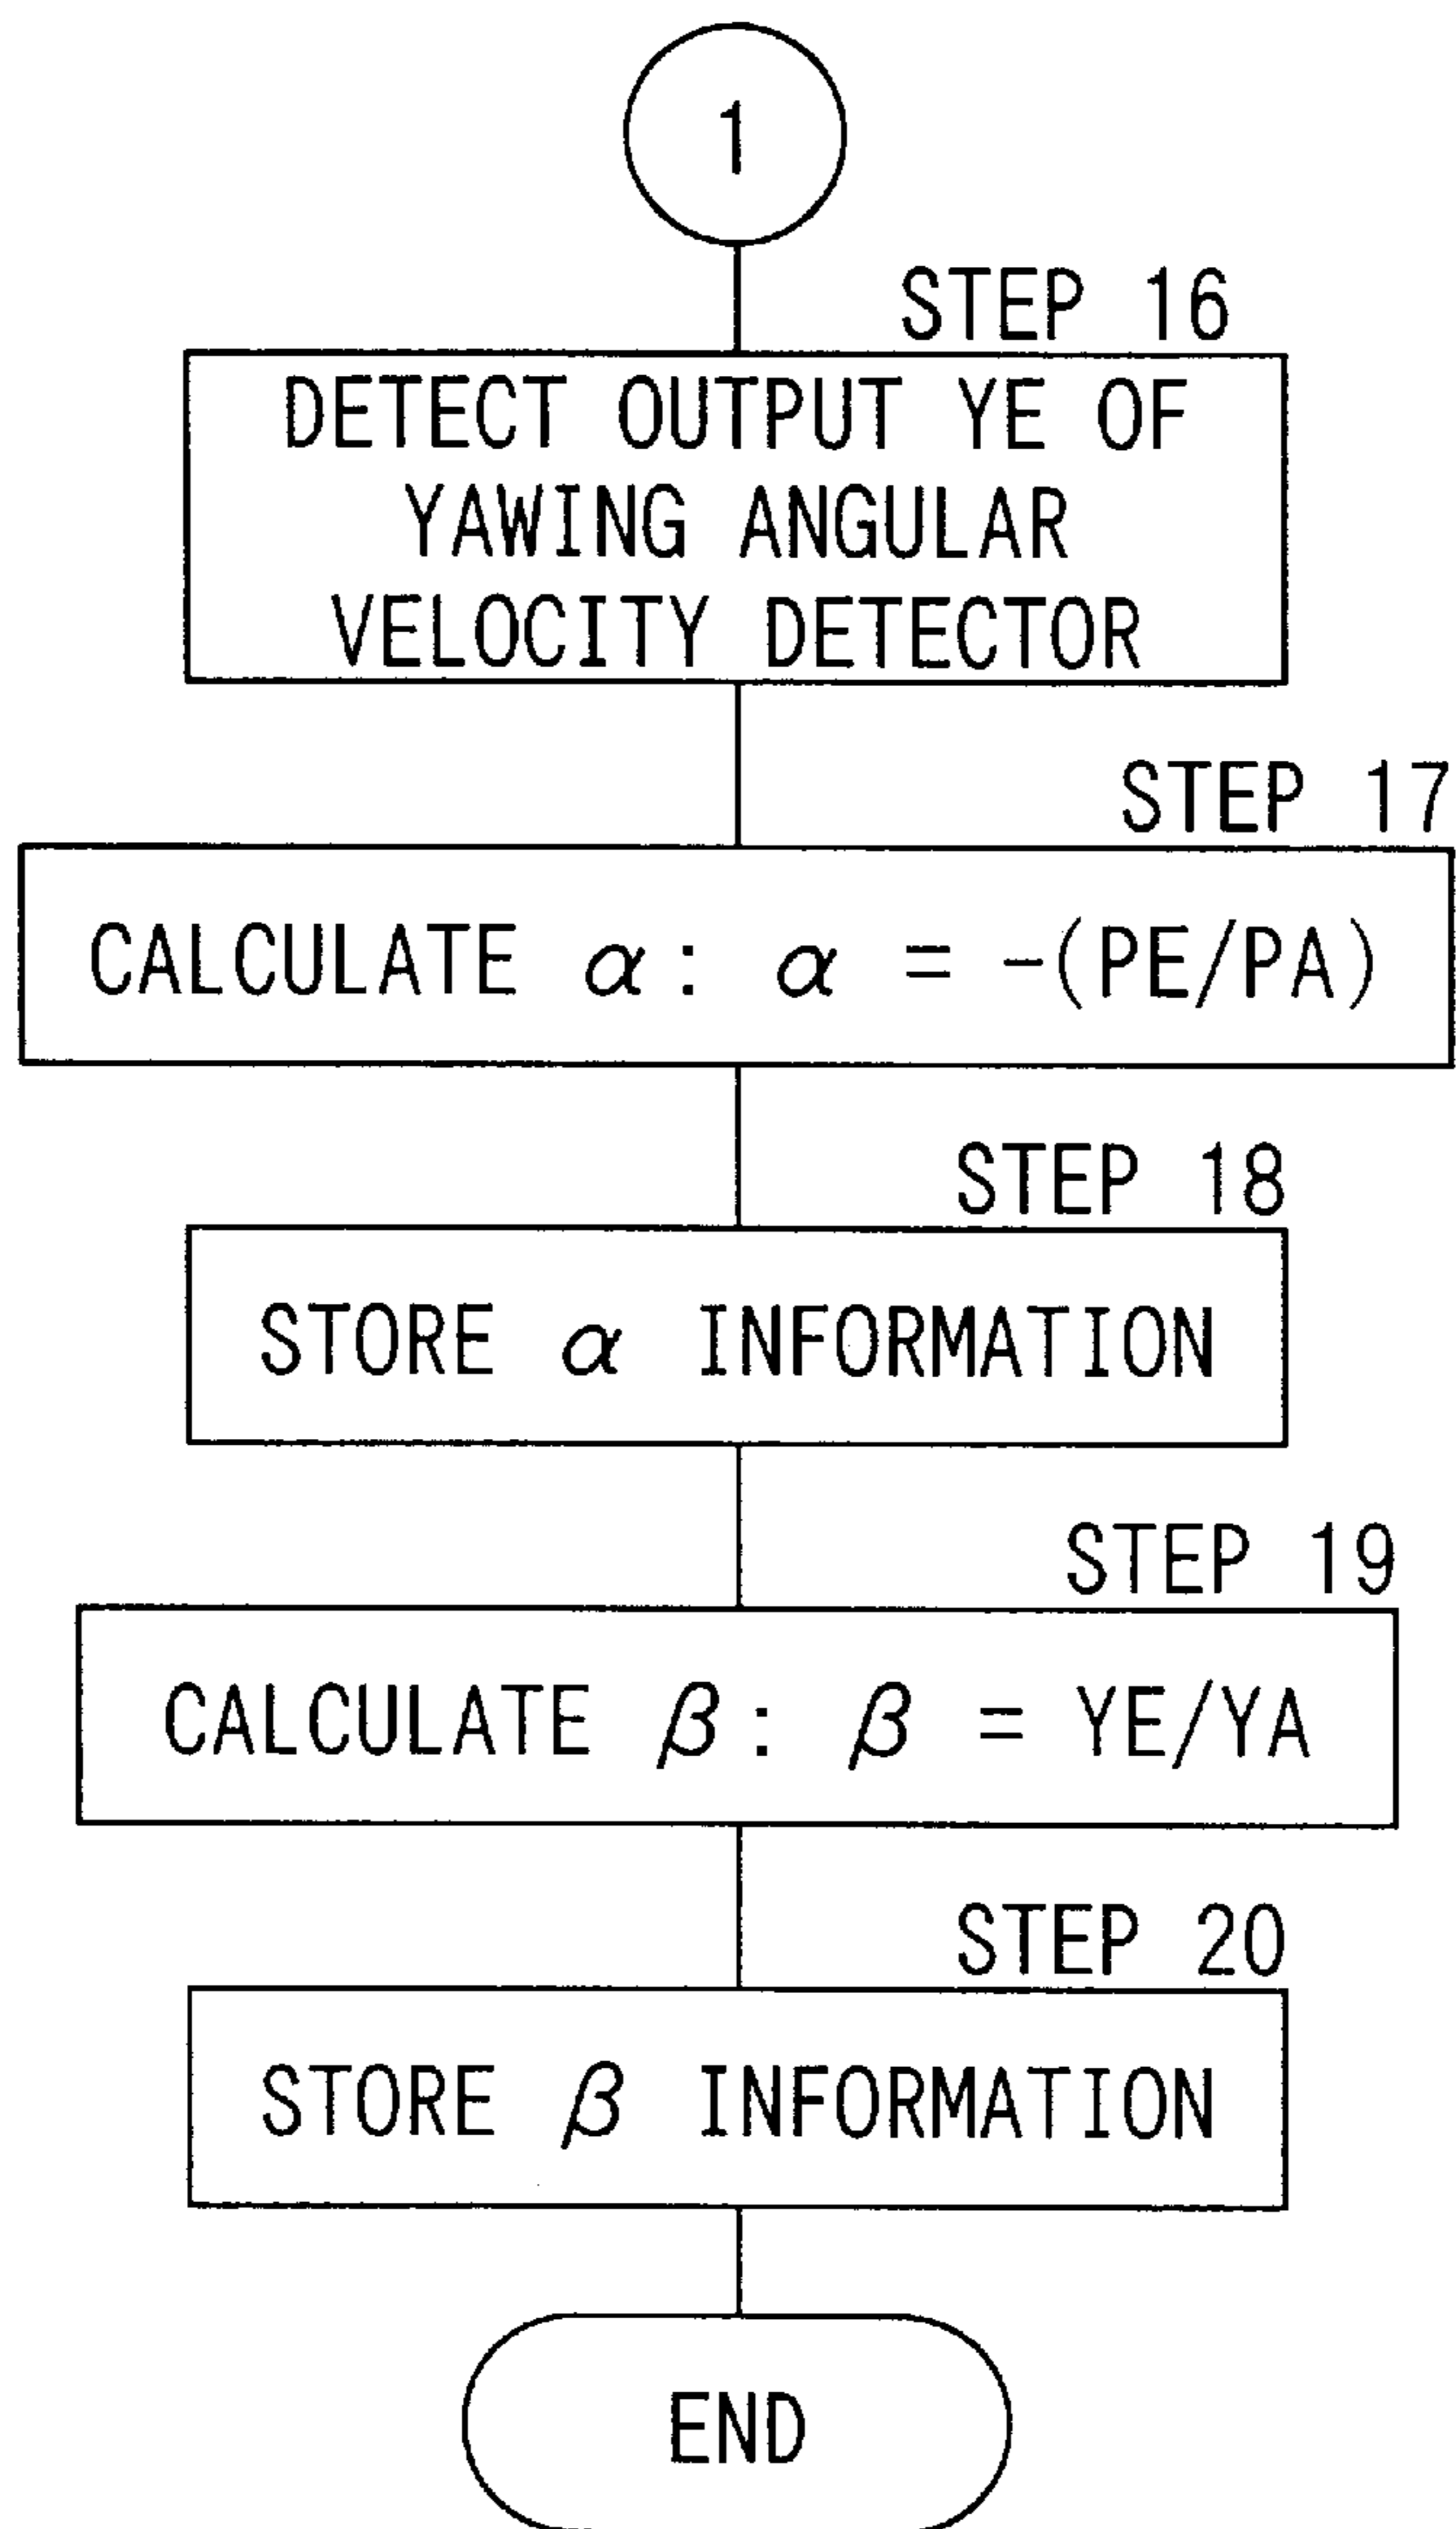 1
STEP 16
DETECT OUTPUT YE OF
YAWING ANGULAR
VELOCITY DETECTOR
STEP 17
CALCULATE α: α = -(PE/PA)
STEP 18
STORE α INFORMATION
STEP 19
CALCULATE β: β = YE/YA
STEP 20
STORE β INFORMATION
END